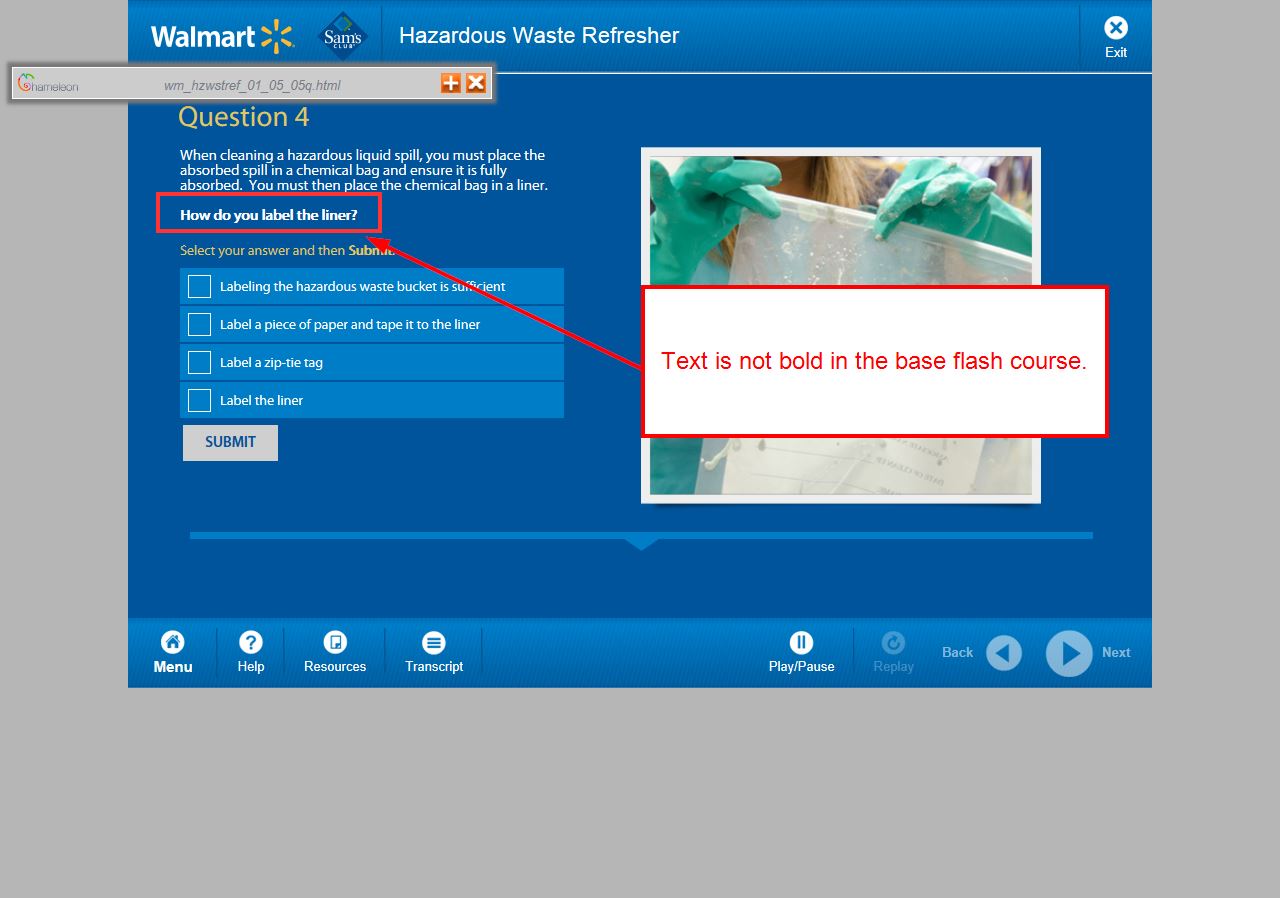 Walmart
Sam's
CLUB
Hazardous Waste Refresher
Exit
Chameleon
wm_hzwstref_01_05_05q.html
Question 4
When cleaning a hazardous liquid spill, you must place the
absorbed spill in a chemical bag and ensure it is fully
absorbed.  You must then place the chemical bag in a liner.
How do you label the liner?
Select your answer and then Submit.
Labeling the hazardous waste bucket is sufficient
Label a piece of paper and tape it to the liner
Label a zip-tie tag
Label the liner
SUBMIT
Text is not bold in the base flash course.
DATE OF CLEANUP
NAME
Menu
Help
Resources
Transcript
Play/Pause
Replay
Back
Next